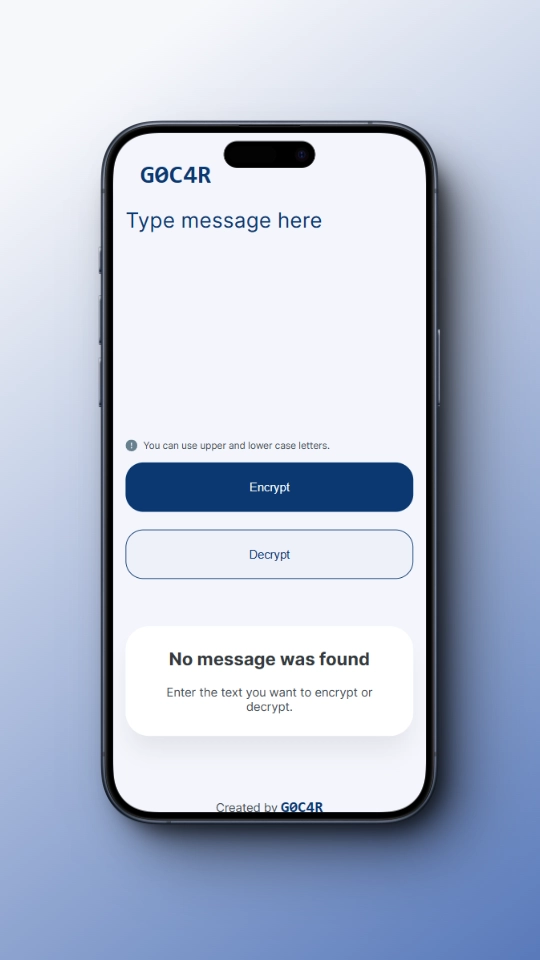 G0C4R
Type message here
You can use upper and lower case letters.
Encrypt
Decrypt
No message was found
Enter the text you want to encrypt or
decrypt.
Created by G0C4R